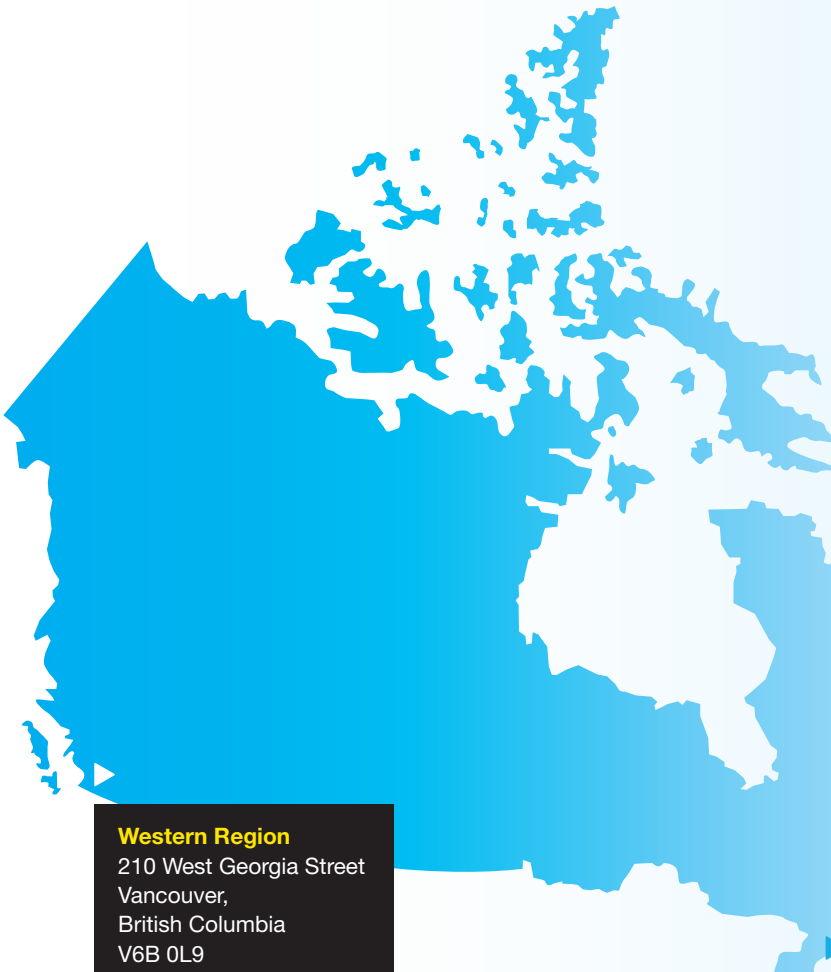 Western Region
210 West Georgia Street
Vancouver,
British Columbia
V6B 0L9